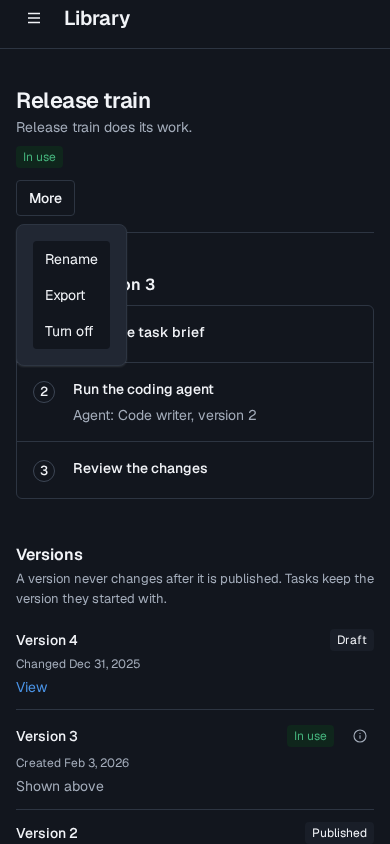 Library
Release train
Release train does its work.
In use
More
Rename
Export
Turn off
on 3
e task brief
2
Run the coding agent
Agent: Code writer, version 2
3
Review the changes
Versions
A version never changes after it is published. Tasks keep the
version they started with.
Version 4
Draft
Changed Dec 31, 2025
View
Version 3
In use
Created Feb 3, 2026
Shown above
Version 2
Published